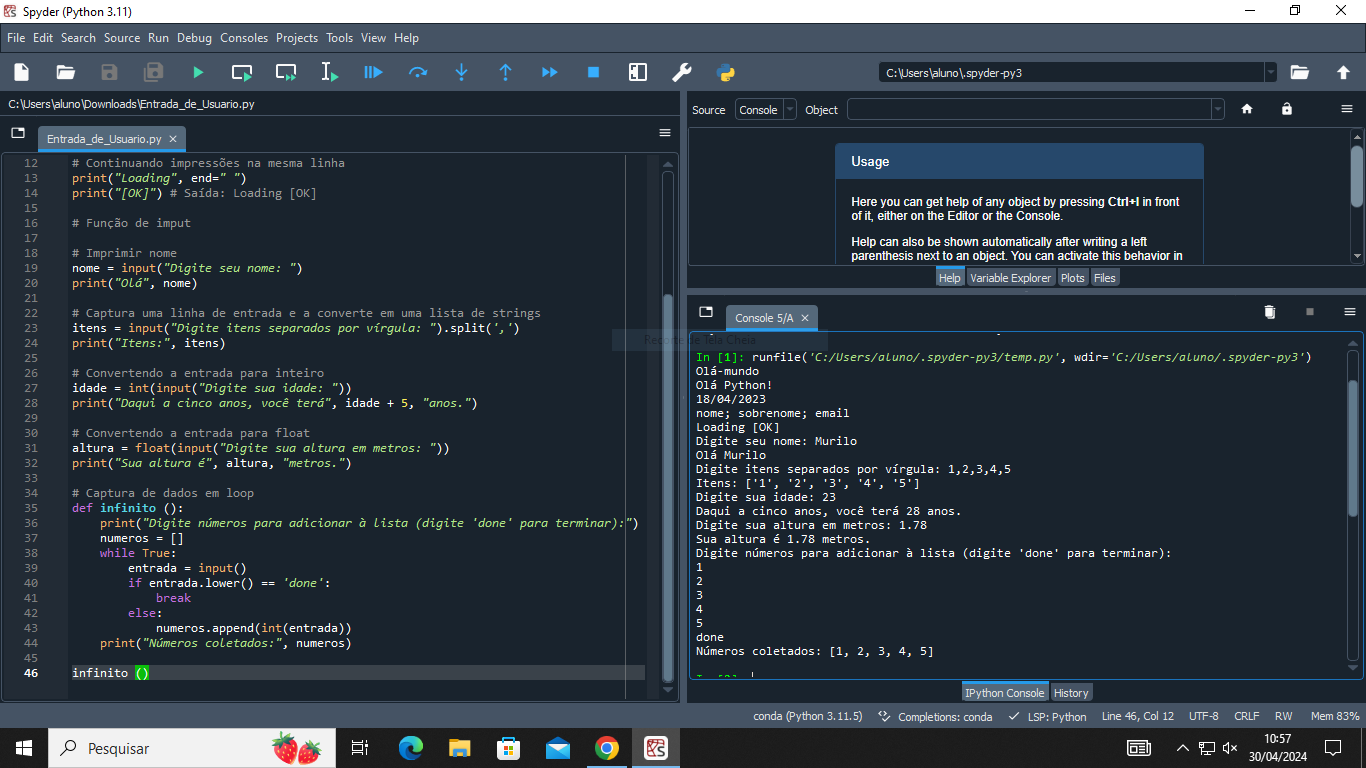 Spyder (Python 3.11)
File Edit Search Source Run Debug Consoles Projects Tools View Help
C:\Users\aluno\.spyder-py3
C:\Users\aluno\Downloads\Entrada_de_Usuario.py
Entrada_de_Usuario.py
12 # Continuando impressões na mesma linha
13 print("Loading", end=" ")
14 print("[OK]") # Saída: Loading [OK]
15
16 # Função de imput
17
18 # Imprimir nome
19 nome = input("Digite seu nome: ")
20 print("Olá", nome)
21
22 # Captura uma linha de entrada e a converte em uma lista de strings
23 itens = input("Digite itens separados por vírgula: ").split(',')
24 print("Itens:", itens)
25
26 # Convertendo a entrada para inteiro
27 idade = int(input("Digite sua idade: "))
28 print("Daqui a cinco anos, você terá", idade + 5, "anos.")
29
30 # Convertendo a entrada para float
31 altura = float(input("Digite sua altura em metros: "))
32 print("Sua altura é", altura, "metros.")
33
34 # Captura de dados em loop
35 def infinito ():
36     print("Digite números para adicionar à lista (digite 'done' para terminar):")
37     numeros = []
38     while True:
39         entrada = input()
40         if entrada.lower() == 'done':
41             break
42         else:
43             numeros.append(int(entrada))
44     print("Números coletados:", numeros)
45
46 infinito ()
Recorte de Tela Cheia
Source Console Object
Usage
Here you can get help of any object by pressing Ctrl+I in front
of it, either on the Editor or the Console.
Help can also be shown automatically after writing a left
parenthesis next to an object. You can activate this behavior in
Help Variable Explorer Plots Files
Console 5/A
In [1]: runfile('C:/Users/aluno/.spyder-py3/temp.py', wdir='C:/Users/aluno/.spyder-py3')
Olá-mundo
Olá Python!
18/04/2023
nome; sobrenome; email
Loading [OK]
Digite seu nome: Murilo
Olá Murilo
Digite itens separados por vírgula: 1,2,3,4,5
Itens: ['1', '2', '3', '4', '5']
Digite sua idade: 23
Daqui a cinco anos, você terá 28 anos.
Digite sua altura em metros: 1.78
Sua altura é 1.78 metros.
Digite números para adicionar à lista (digite 'done' para terminar):
1
2
3
4
5
done
Números coletados: [1, 2, 3, 4, 5]
IPython Console History
conda (Python 3.11.5) Completions: conda LSP: Python Line 46, Col 12 UTF-8 CRLF RW Mem 83%
Pesquisar
10:57
30/04/2024